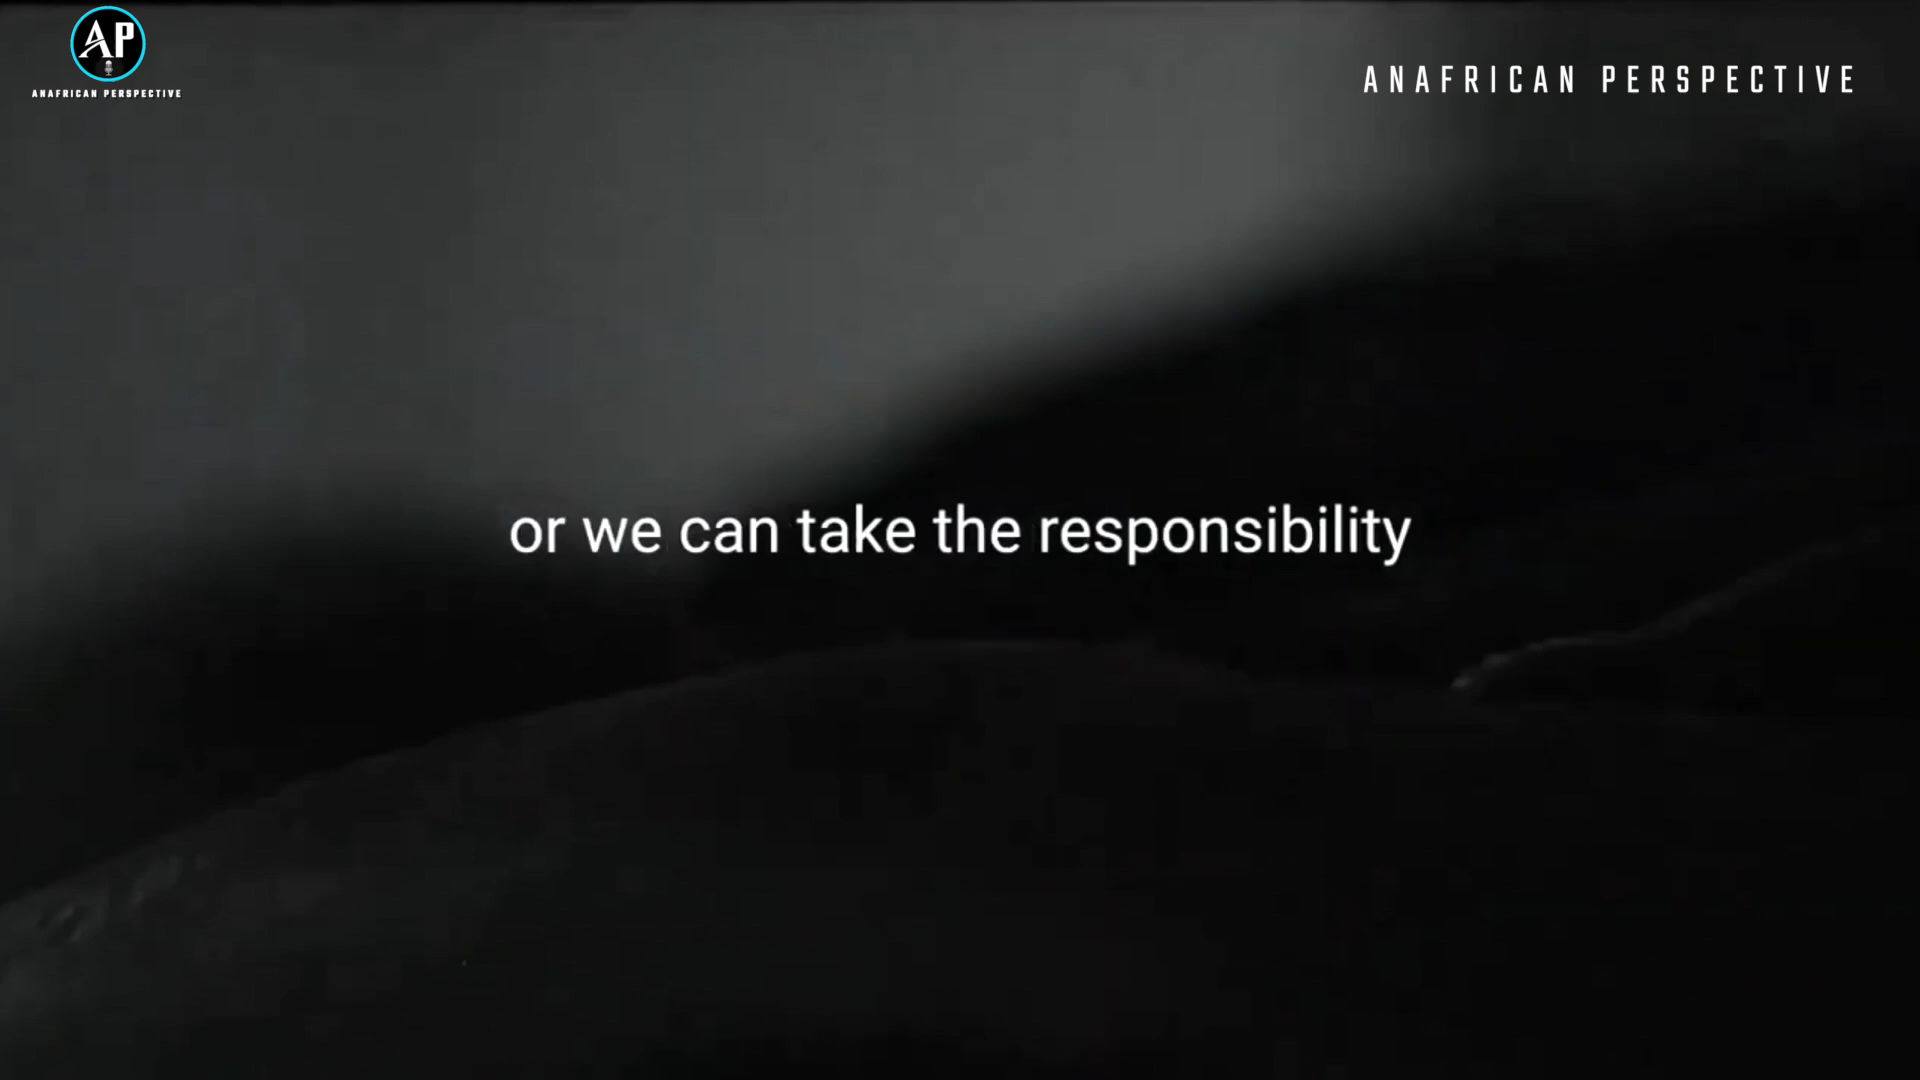 AP
ANAFRICAN PERSPECTIVE
ANAFRICAN PERSPECTIVE
or we can take the responsibility